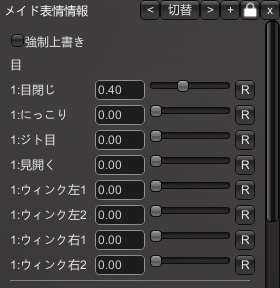 メイド表情情報 < 切替 > + x
強制上書き
目
1:目閉じ 0.40 R
1:にっこり 0.00 R
1:ジト目 0.00 R
1:見開く 0.00 R
1:ウィンク左1 0.00 R
1:ウィンク左2 0.00 R
1:ウィンク右1 0.00 R
1:ウィンク右2 0.00 R